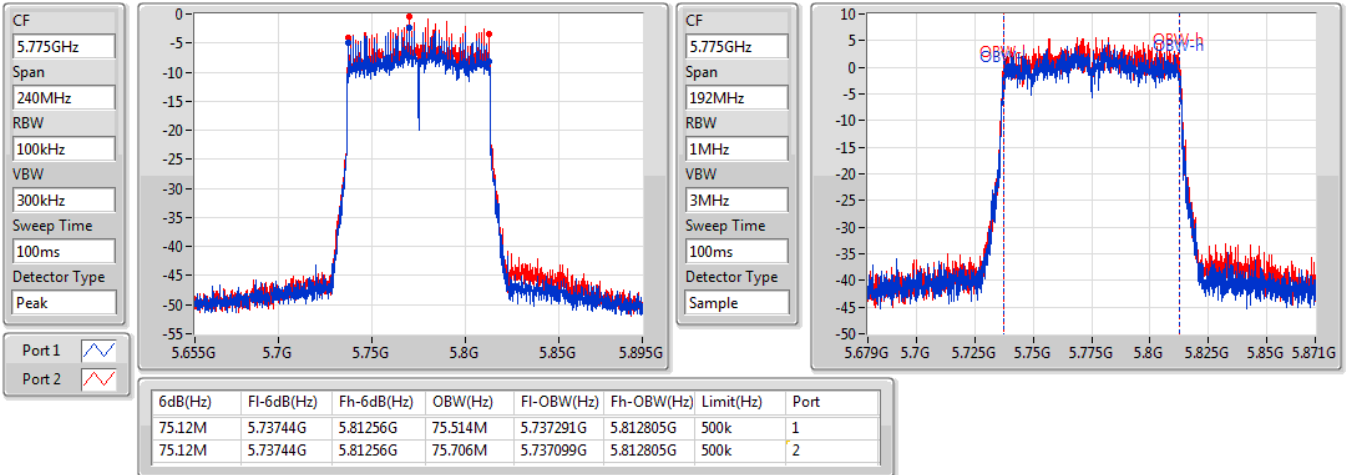 CF
5.775GHz
Span
240MHz
RBW
100kHz
VBW
300kHz
Sweep Time
100ms
Detector Type
Peak
Port 1
Port 2
0-
-5-
-10-
-15-
-20-
-25-
-30-
-35-
-40-
-45-
-50-
-55-
5.655G 5.7G 5.75G 5.8G 5.85G 5.895G
CF
5.775GHz
Span
192MHz
RBW
1MHz
VBW
3MHz
Sweep Time
100ms
Detector Type
Sample
10-
5-
0-
-5-
-10-
-15-
-20-
-25-
-30-
-35-
-40-
-45-
-50-
OBW-h
OBW-h
5.679G 5.7G 5.725G 5.75G 5.775G 5.8G 5.825G 5.85G 5.871G
6dB(Hz) Fl-6dB(Hz) Fh-6dB(Hz) OBW(Hz) Fl-OBW(Hz) Fh-OBW(Hz) Limit(Hz) Port
75.12M 5.73744G 5.81256G 75.514M 5.737291G 5.812805G 500k 1
75.12M 5.73744G 5.81256G 75.706M 5.737099G 5.812805G 500k 2